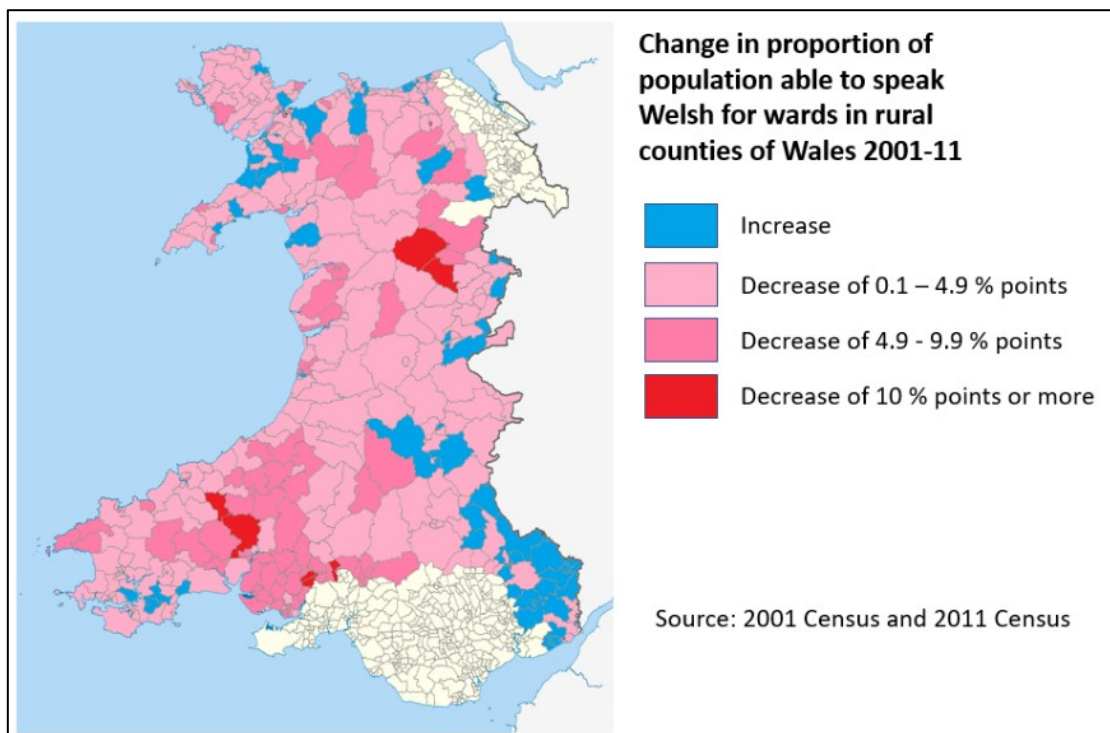 Change in proportion of
population able to speak
Welsh for wards in rural
counties of Wales 2001-11
Increase
Decrease of 0.1 – 4.9 % points
Decrease of 4.9 - 9.9 % points
Decrease of 10 % points or more
Source: 2001 Census and 2011 Census